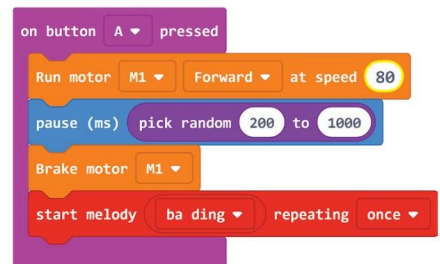 on button A pressed
Run motor M1 Forward at speed 80
pause (ms) pick random 200 to 1000
Brake motor M1
start melody ba ding repeating once